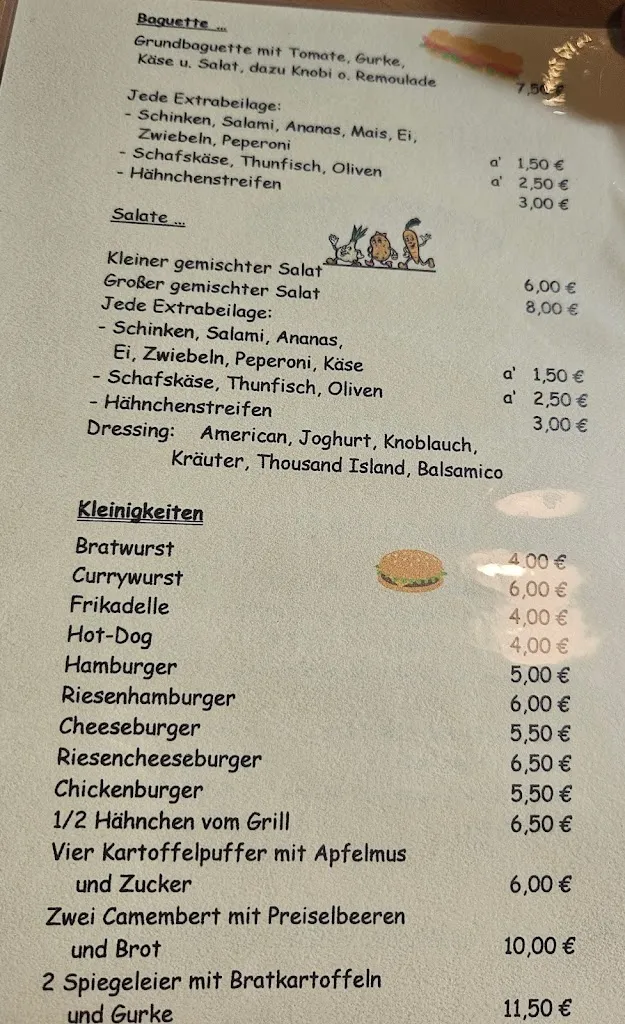 Baguette ...
Grundbaguette mit Tomate, Gurke,
Käse u. Salat, dazu Knobi o. Remoulade 7,50 €
Jede Extrabeilage:
- Schinken, Salami, Ananas, Mais, Ei,
Zwiebeln, Peperoni a' 1,50 €
- Schafskäse, Thunfisch, Oliven a' 2,50 €
- Hähnchenstreifen 3,00 €
Salate ...
Kleiner gemischter Salat 6,00 €
Großer gemischter Salat 8,00 €
Jede Extrabeilage:
- Schinken, Salami, Ananas,
Ei, Zwiebeln, Peperoni, Käse a' 1,50 €
- Schafskäse, Thunfisch, Oliven a' 2,50 €
- Hähnchenstreifen 3,00 €
Dressing: American, Joghurt, Knoblauch,
Kräuter, Thousand Island, Balsamico
Kleinigkeiten
Bratwurst 4,00 €
Currywurst 6,00 €
Frikadelle 4,00 €
Hot-Dog 4,00 €
Hamburger 5,00 €
Riesenhamburger 6,00 €
Cheeseburger 5,50 €
Riesencheeseburger 6,50 €
Chickenburger 5,50 €
1/2 Hähnchen vom Grill 6,50 €
Vier Kartoffelpuffer mit Apfelmus
und Zucker 6,00 €
Zwei Camembert mit Preiselbeeren
und Brot 10,00 €
2 Spiegeleier mit Bratkartoffeln
und Gurke 11,50 €